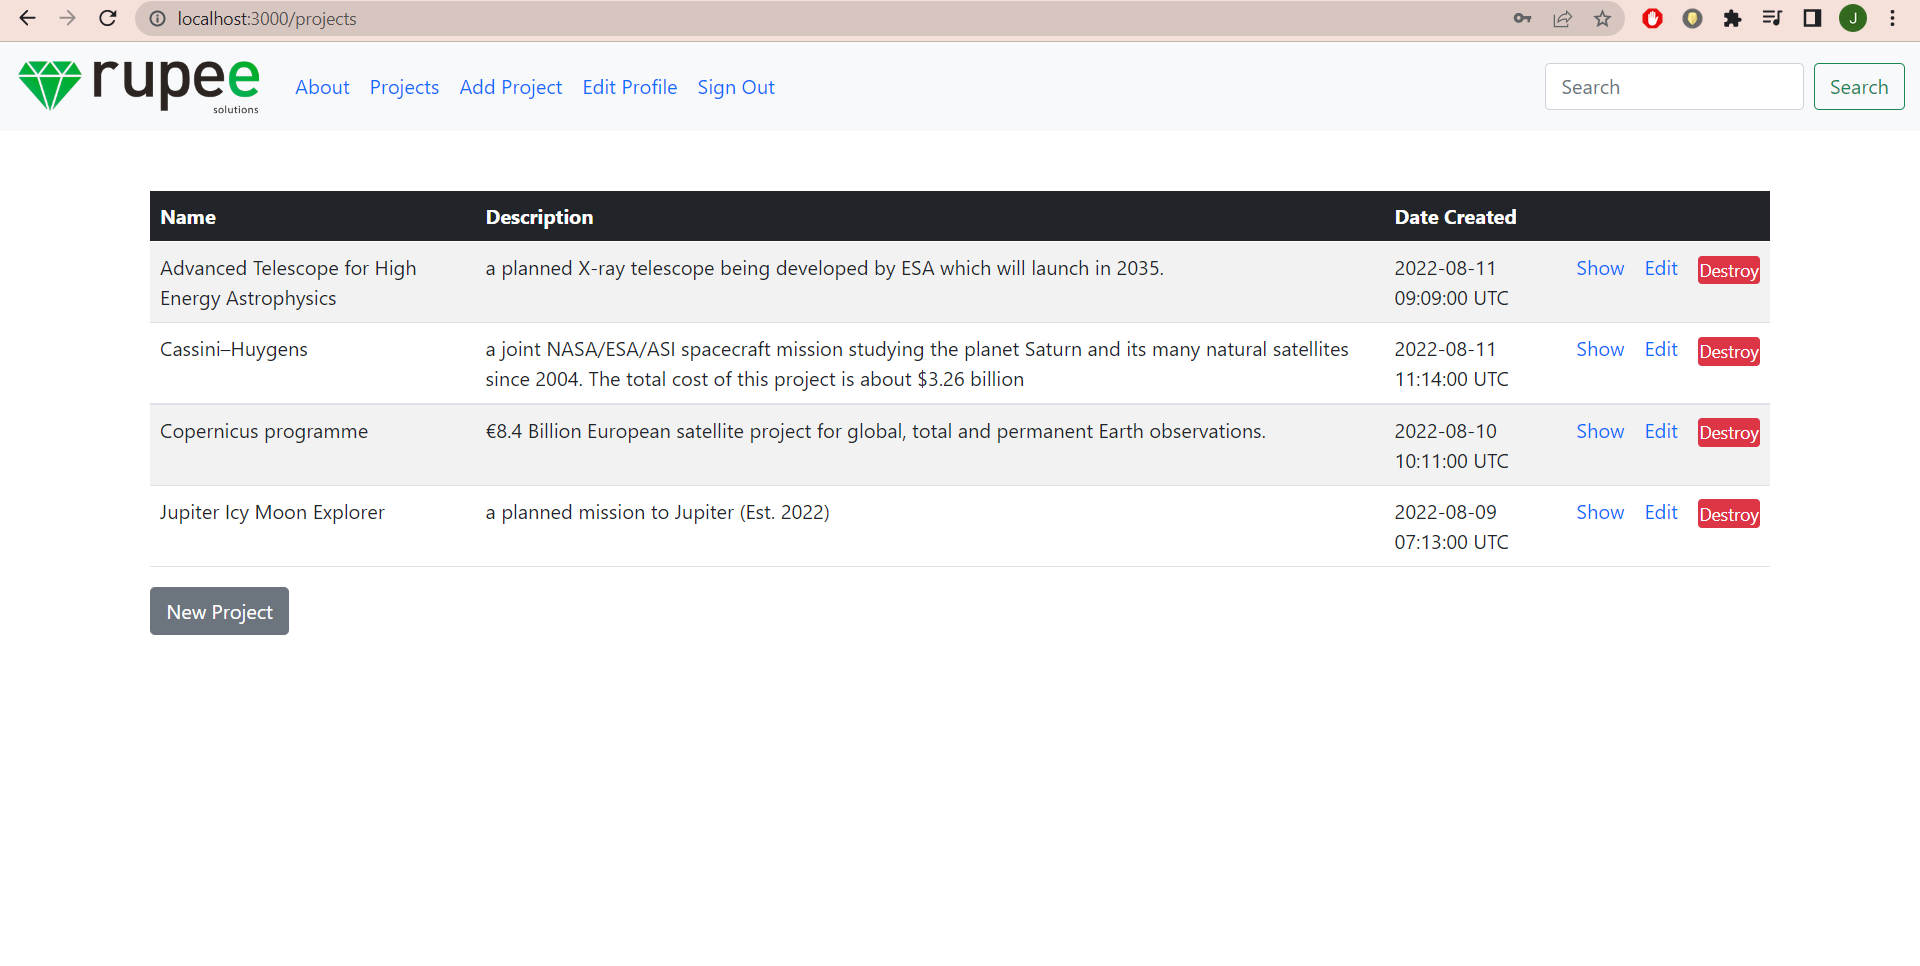 localhost:3000/projects
J
rupee
solutions
About Projects Add Project Edit Profile Sign Out
Search Search
Name Description Date Created
Advanced Telescope for High a planned X-ray telescope being developed by ESA which will launch in 2035. 2022-08-11 Show Edit Destroy
Energy Astrophysics 09:09:00 UTC
Cassini–Huygens a joint NASA/ESA/ASI spacecraft mission studying the planet Saturn and its many natural satellites 2022-08-11 Show Edit Destroy
since 2004. The total cost of this project is about $3.26 billion 11:14:00 UTC
Copernicus programme €8.4 Billion European satellite project for global, total and permanent Earth observations. 2022-08-10 Show Edit Destroy
10:11:00 UTC
Jupiter Icy Moon Explorer a planned mission to Jupiter (Est. 2022) 2022-08-09 Show Edit Destroy
07:13:00 UTC
New Project